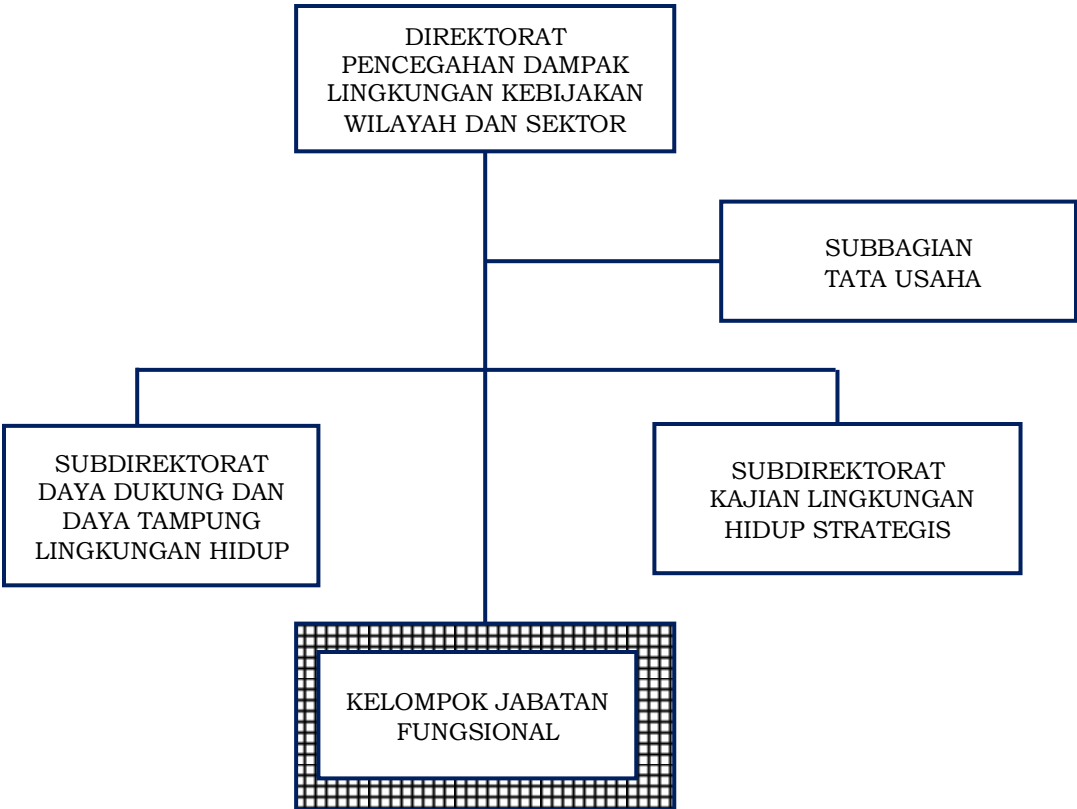 DIREKTORAT
PENCEGAHAN DAMPAK
LINGKUNGAN KEBIJAKAN
WILAYAH DAN SEKTOR
SUBBAGIAN
TATA USAHA
SUBDIREKTORAT
DAYA DUKUNG DAN
DAYA TAMPUNG
LINGKUNGAN HIDUP
SUBDIREKTORAT
KAJIAN LINGKUNGAN
HIDUP STRATEGIS
KELOMPOK JABATAN
FUNGSIONAL